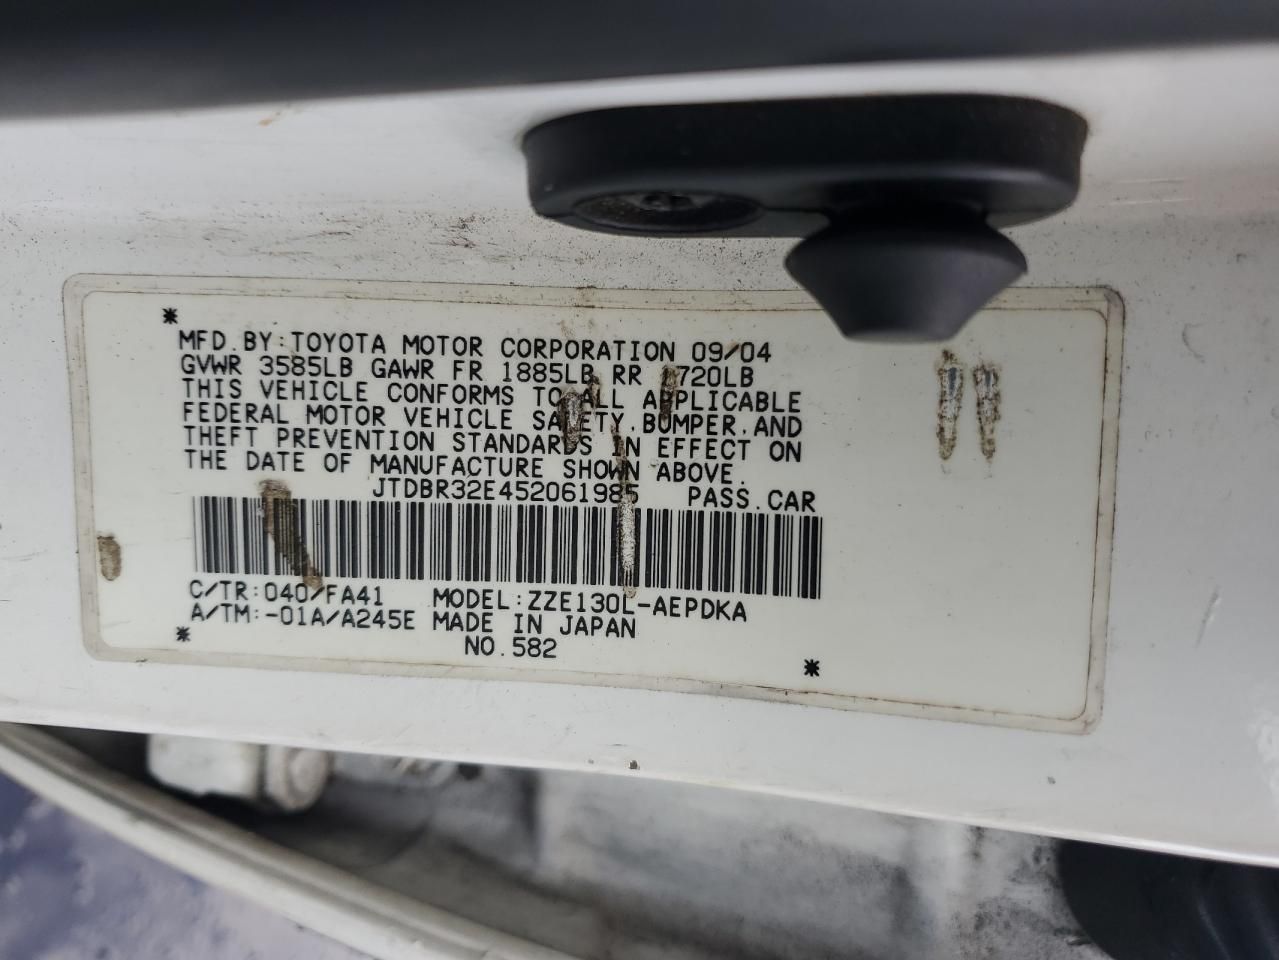 *
MFD.BY:TOYOTA MOTOR CORPORATION 09/04
GVWR 3585LB GAWR FR 1885LB RR 1720LB
THIS VEHICLE CONFORMS TO ALL APPLICABLE
FEDERAL MOTOR VEHICLE SAFETY,BUMPER,AND
THEFT PREVENTION STANDARDS IN EFFECT ON
THE DATE OF MANUFACTURE SHOWN ABOVE.
JTDBR32E452061985 PASS.CAR
C/TR:040/FA41 MODEL:ZZE130L-AEPDKA
A/TM:-01A/A245E MADE IN JAPAN
* NO.582 *